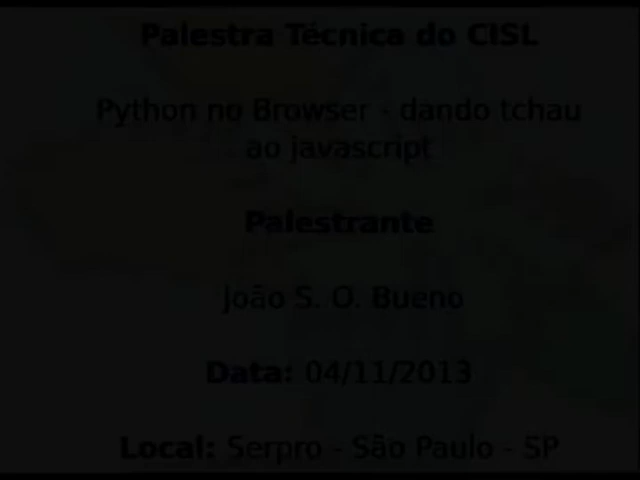 Palestra Técnica do CISL
Python no Browser - dando tchau
ao javascript
Palestrante
João S. O. Bueno
Data: 04/11/2013
Local: Serpro - São Paulo - SP